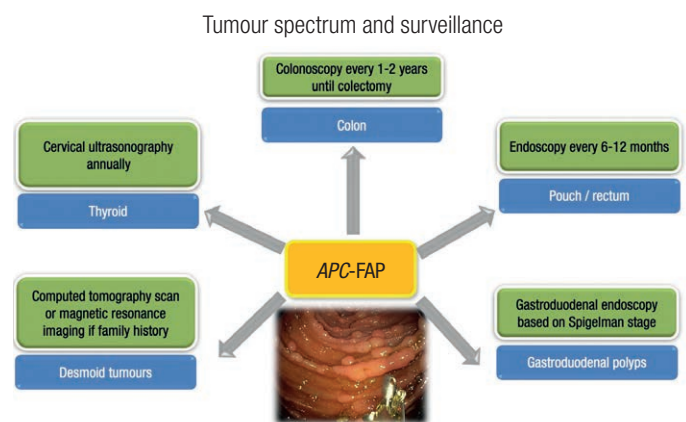 Tumour spectrum and surveillance
Colonoscopy every 1-2 years
until colectomy
Colon
Cervical ultrasonography
annually
Thyroid
Endoscopy every 6-12 months
Pouch / rectum
APC-FAP
Computed tomography scan
or magnetic resonance
imaging if family history
Desmoid tumours
Gastroduodenal endoscopy
based on Spigelman stage
Gastroduodenal polyps